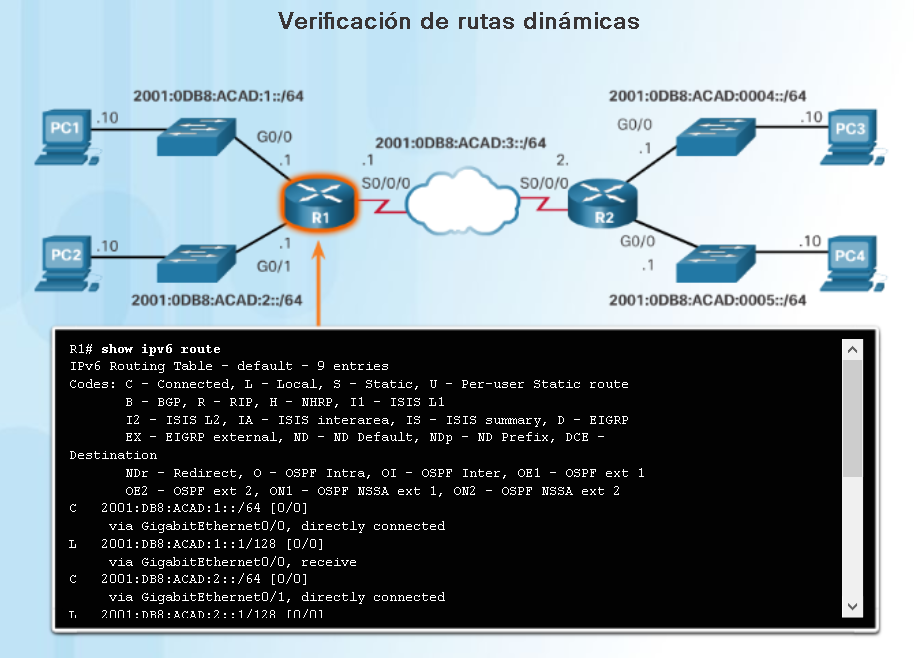 Verificación de rutas dinámicas
2001:0DB8:ACAD:1::/64
2001:0DB8:ACAD:0004::/64
PC1
.10
G0/0
.1
2001:0DB8:ACAD:3::/64
G0/0
.1
.10
PC3
.1
S0/0/0
2.
S0/0/0
R1
R2
PC2
.10
.1
G0/1
G0/0
.1
.10
PC4
2001:0DB8:ACAD:2::/64
2001:0DB8:ACAD:0005::/64
R1# show ipv6 route
IPv6 Routing Table - default - 9 entries
Codes: C - Connected, L - Local, S - Static, U - Per-user Static route
B - BGP, R - RIP, H - NHRP, I1 - ISIS L1
I2 - ISIS L2, IA - ISIS interarea, IS - ISIS summary, D - EIGRP
EX - EIGRP external, ND - ND Default, NDp - ND Prefix, DCE -
Destination
NDr - Redirect, O - OSPF Intra, OI - OSPF Inter, OE1 - OSPF ext 1
OE2 - OSPF ext 2, ON1 - OSPF NSSA ext 1, ON2 - OSPF NSSA ext 2
C 2001:DB8:ACAD:1::/64 [0/0]
via GigabitEthernet0/0, directly connected
L 2001:DB8:ACAD:1::1/128 [0/0]
via GigabitEthernet0/0, receive
C 2001:DB8:ACAD:2::/64 [0/0]
via GigabitEthernet0/1, directly connected
L 2001:DB8:ACAD:2::1/128 [0/0]